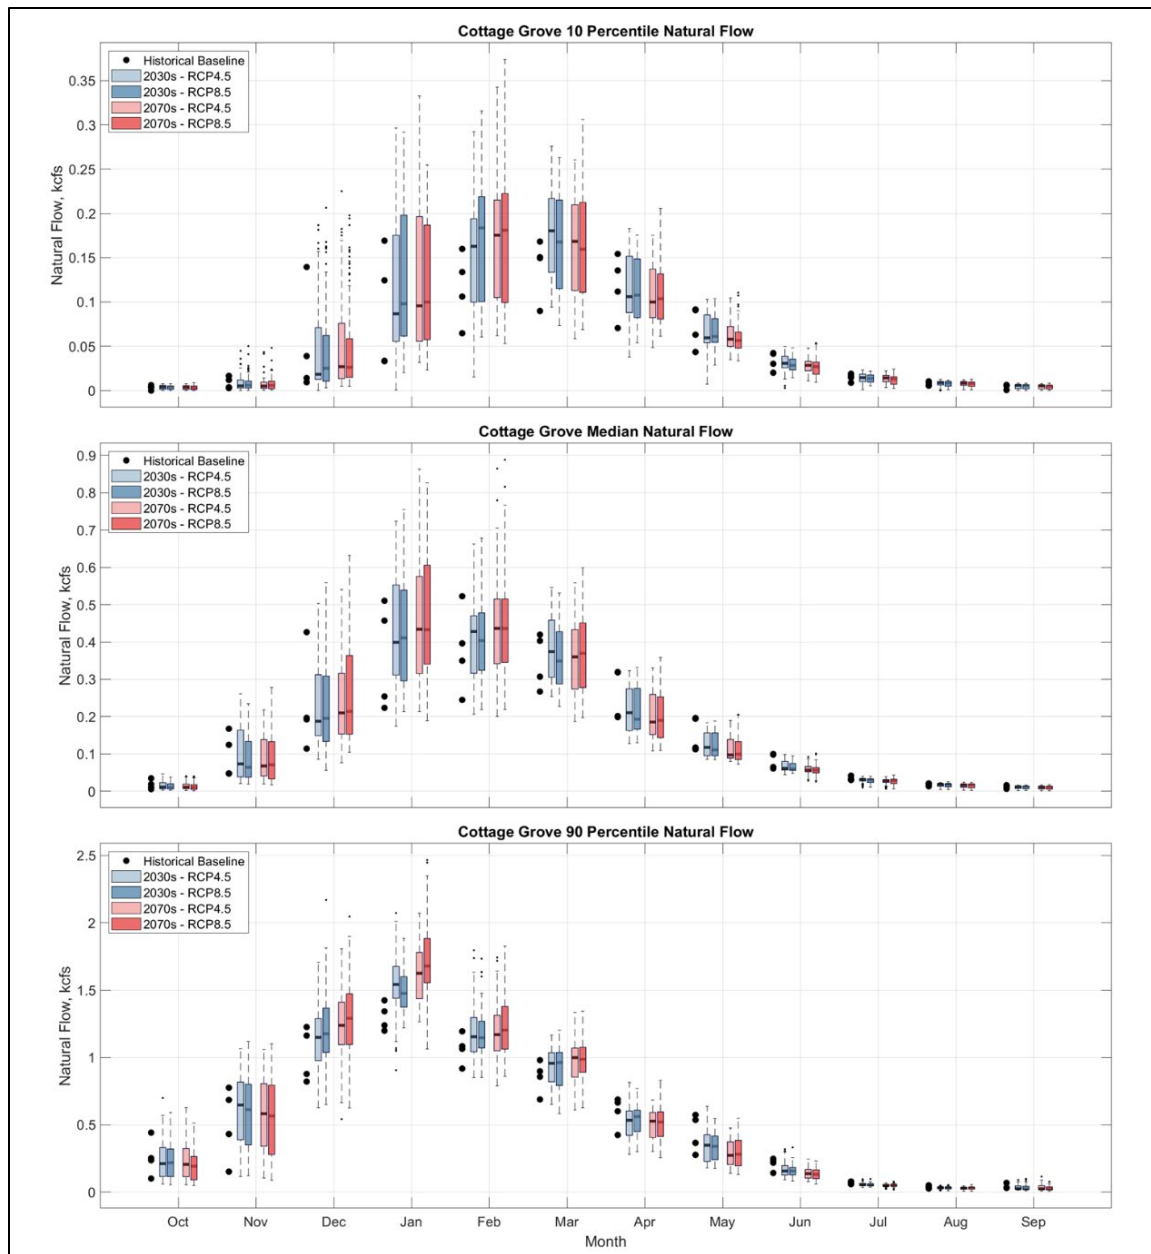 Cottage Grove 10 Percentile Natural Flow
Historical Baseline
2030s - RCP4.5
2030s - RCP8.5
2070s - RCP4.5
2070s - RCP8.5
0.35
0.3
0.25
0.2
0.15
0.1
0.05
0
Natural Flow, kcfs
Cottage Grove Median Natural Flow
Historical Baseline
2030s - RCP4.5
2030s - RCP8.5
2070s - RCP4.5
2070s - RCP8.5
0.9
0.8
0.7
0.6
0.5
0.4
0.3
0.2
0.1
0
Natural Flow, kcfs
Cottage Grove 90 Percentile Natural Flow
Historical Baseline
2030s - RCP4.5
2030s - RCP8.5
2070s - RCP4.5
2070s - RCP8.5
2.5
2
1.5
1
0.5
0
Natural Flow, kcfs
Oct Nov Dec Jan Feb Mar Apr May Jun Jul Aug Sep
Month